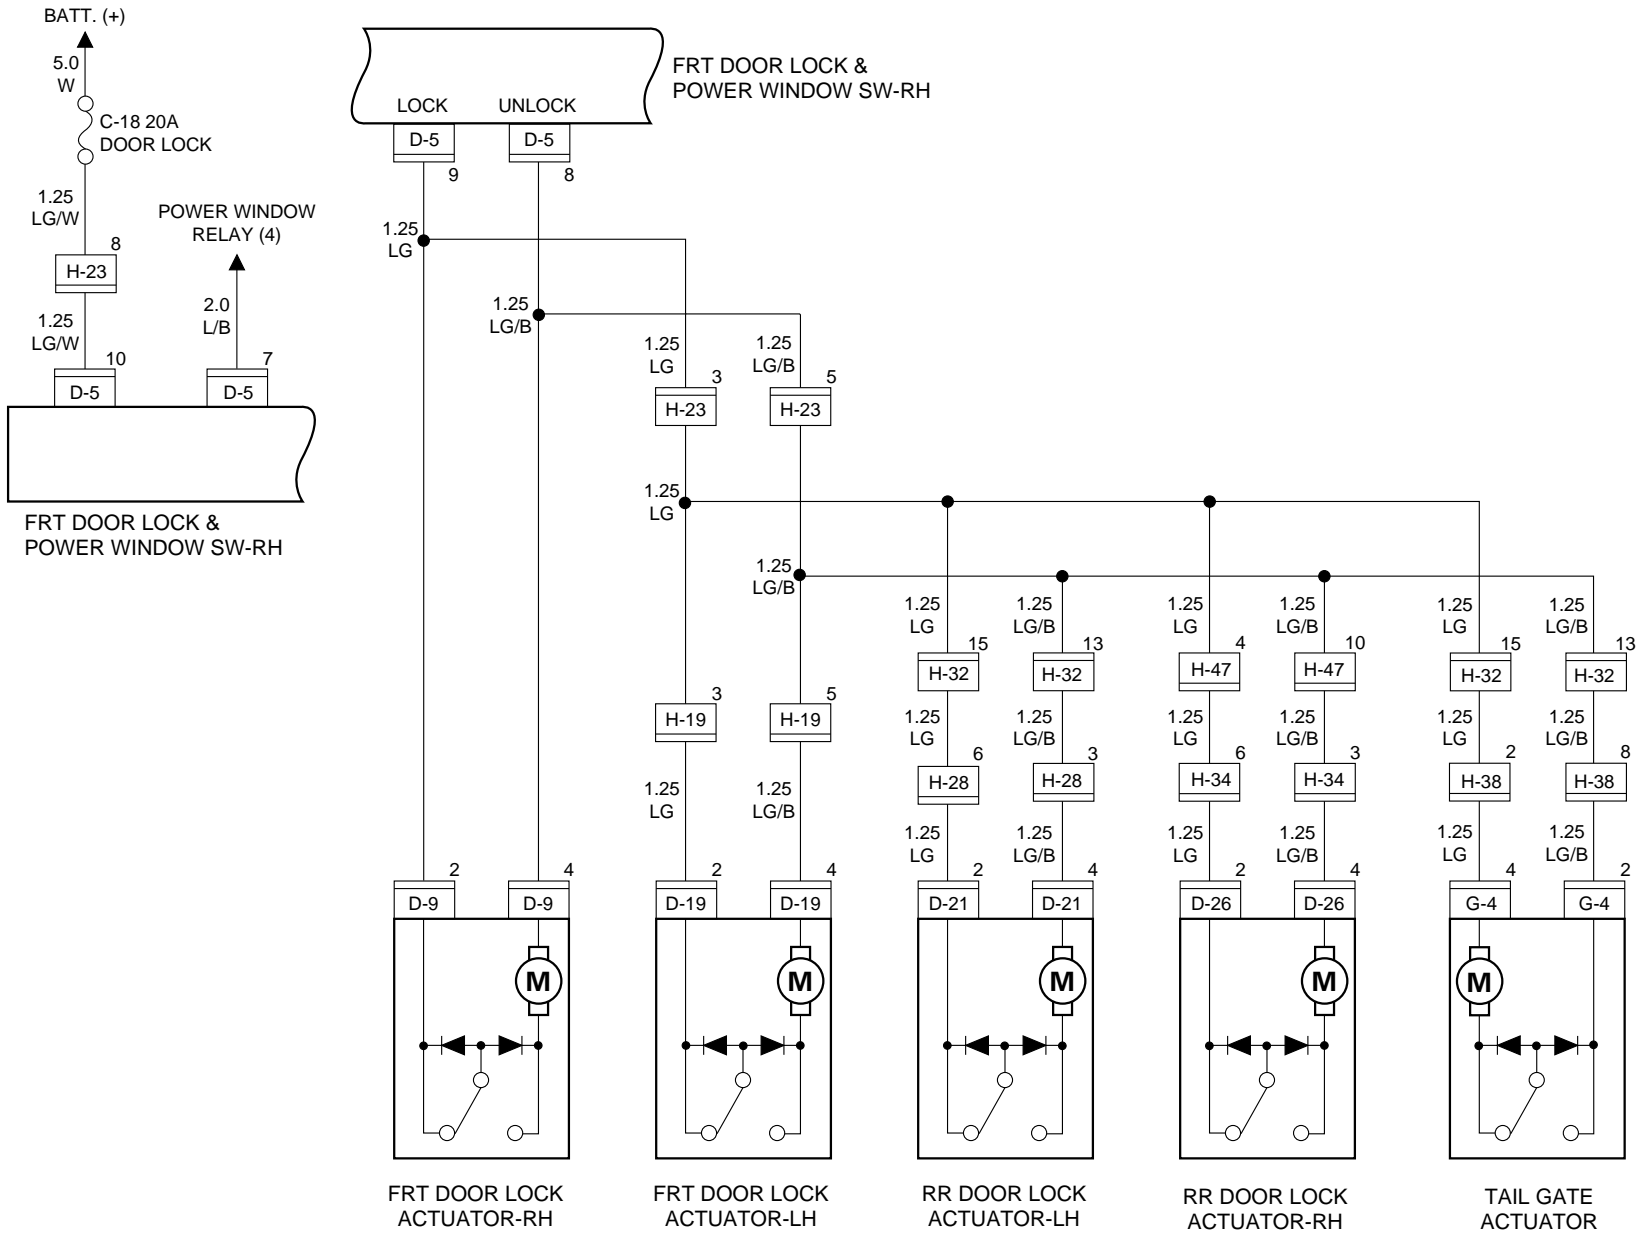 BATT. (+)
5.0
W
C-18 20A
DOOR LOCK
1.25
LG/W
8
H-23
1.25
LG/W
10
D-5
POWER WINDOW
RELAY (4)
2.0
L/B
7
D-5
FRT DOOR LOCK &
POWER WINDOW SW-RH
FRT DOOR LOCK &
POWER WINDOW SW-RH
LOCK
UNLOCK
D-5
D-5
9
8
1.25
LG
1.25
LG/B
1.25
LG
1.25
LG/B
3
5
H-23
H-23
1.25
LG
1.25
LG/B
1.25
LG
1.25
LG/B
1.25
LG
1.25
LG/B
1.25
LG
1.25
LG/B
15
13
4
10
15
13
H-32
H-32
H-47
H-47
H-32
H-32
3
5
H-19
H-19
1.25
LG
1.25
LG/B
1.25
LG
1.25
LG/B
1.25
LG
1.25
LG/B
6
3
6
3
2
8
H-28
H-28
H-34
H-34
H-38
H-38
1.25
LG
1.25
LG/B
1.25
LG
1.25
LG/B
1.25
LG
1.25
LG/B
1.25
LG
1.25
LG/B
2
4
2
4
2
4
2
4
4
2
D-9
D-9
D-19
D-19
D-21
D-21
D-26
D-26
G-4
G-4
M
M
M
M
M
FRT DOOR LOCK
ACTUATOR-RH
FRT DOOR LOCK
ACTUATOR-LH
RR DOOR LOCK
ACTUATOR-LH
RR DOOR LOCK
ACTUATOR-RH
TAIL GATE
ACTUATOR